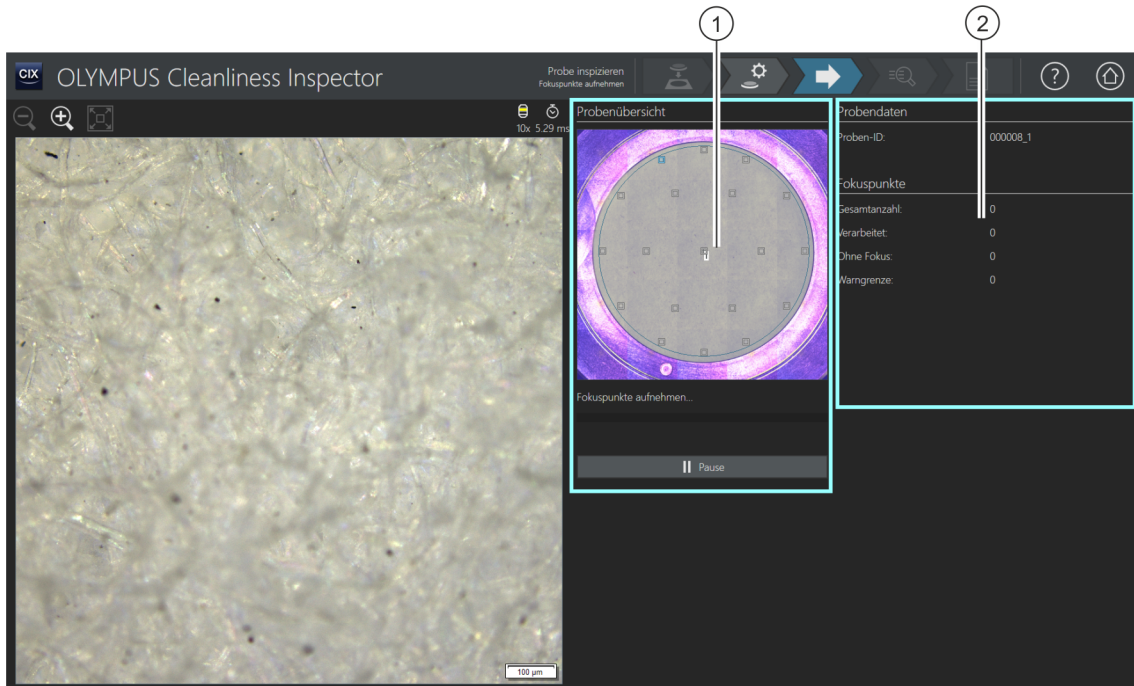 1
2
CIX
OLYMPUS Cleanliness Inspector
Probe inspizieren
Fokuspunkte aufnehmen
?
10x 5.29 ms
Probenübersicht
1
Fokuspunkte aufnehmen...
Pause
Probendaten
Proben-ID: 000008_1
Fokuspunkte
Gesamtanzahl: 0
Verarbeitet: 0
Ohne Fokus: 0
Warngrenze: 0
100 µm